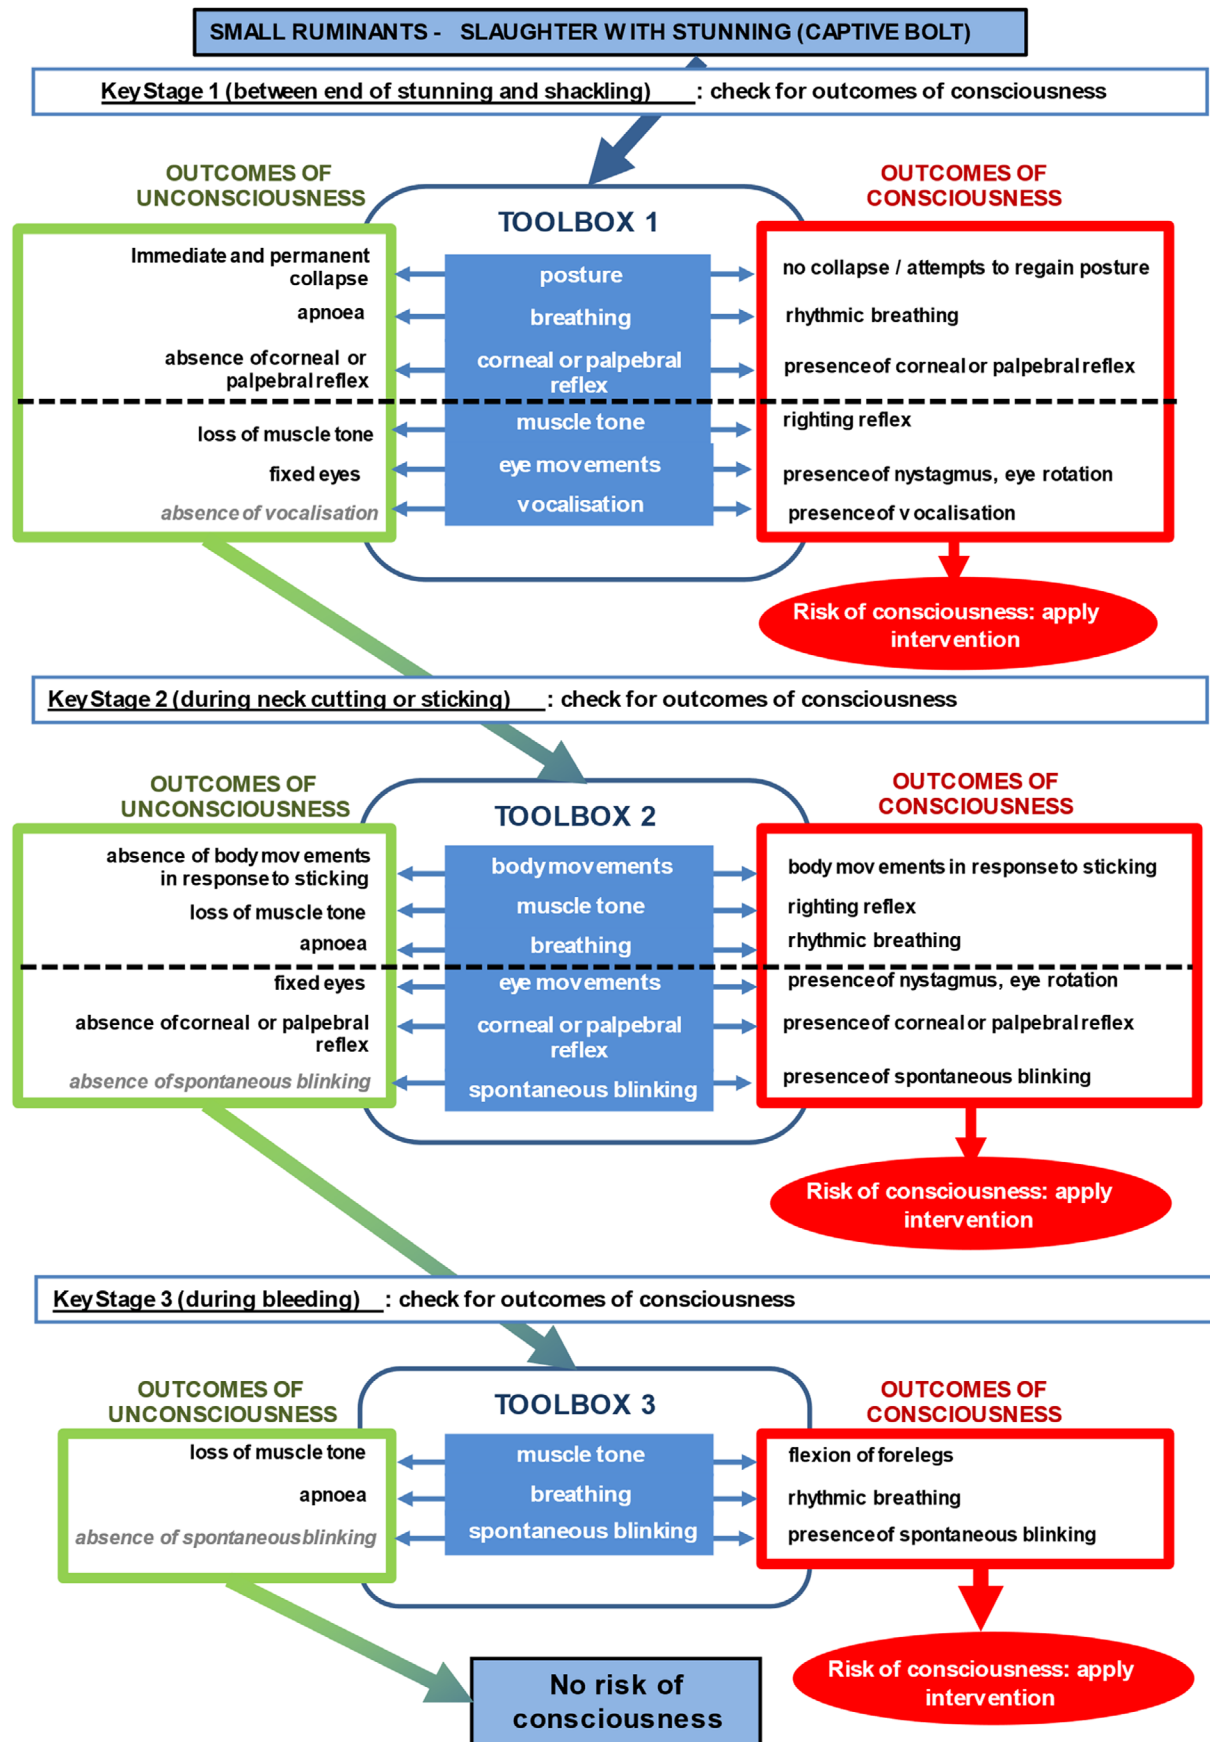 SMALL RUMINANTS - SLAUGHTER WITH STUNNING (CAPTIVE BOLT)
Key Stage 1 (between end of stunning and shackling) : check for outcomes of consciousness
OUTCOMES OF
UNCONSCIOUSNESS
TOOLBOX 1
OUTCOMES OF
CONSCIOUSNESS
Immediate and permanent
collapse
posture
no collapse / attempts to regain posture
apnoea
breathing
rhythmic breathing
absence of corneal or
palpebral reflex
corneal or palpebral
reflex
presence of corneal or palpebral reflex
loss of muscle tone
muscle tone
righting reflex
fixed eyes
eye movements
presence of nystagmus, eye rotation
absence of vocalisation
vocalisation
presence of vocalisation
Risk of consciousness: apply
intervention
Key Stage 2 (during neck cutting or sticking) : check for outcomes of consciousness
OUTCOMES OF
UNCONSCIOUSNESS
TOOLBOX 2
OUTCOMES OF
CONSCIOUSNESS
absence of body movements
in response to sticking
body movements
body movements in response to sticking
loss of muscle tone
muscle tone
righting reflex
apnoea
breathing
rhythmic breathing
fixed eyes
eye movements
presence of nystagmus, eye rotation
absence of corneal or palpebral
reflex
corneal or palpebral
reflex
presence of corneal or palpebral reflex
absence of spontaneous blinking
spontaneous blinking
presence of spontaneous blinking
Risk of consciousness: apply
intervention
Key Stage 3 (during bleeding) : check for outcomes of consciousness
OUTCOMES OF
UNCONSCIOUSNESS
TOOLBOX 3
OUTCOMES OF
CONSCIOUSNESS
loss of muscle tone
muscle tone
flexion of forelegs
apnoea
breathing
rhythmic breathing
absence of spontaneous blinking
spontaneous blinking
presence of spontaneous blinking
Risk of consciousness: apply
intervention
No risk of
consciousness